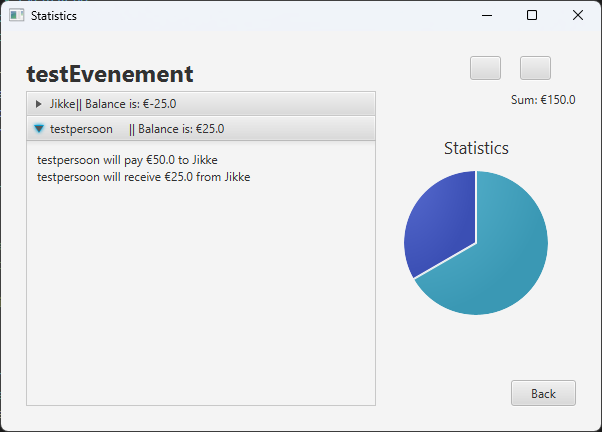 Statistics
testEvenement
Sum: €150.0
Jikke|| Balance is: €-25.0
testpersoon || Balance is: €25.0
testpersoon will pay €50.0 to Jikke
testpersoon will receive €25.0 from Jikke
Statistics
Back